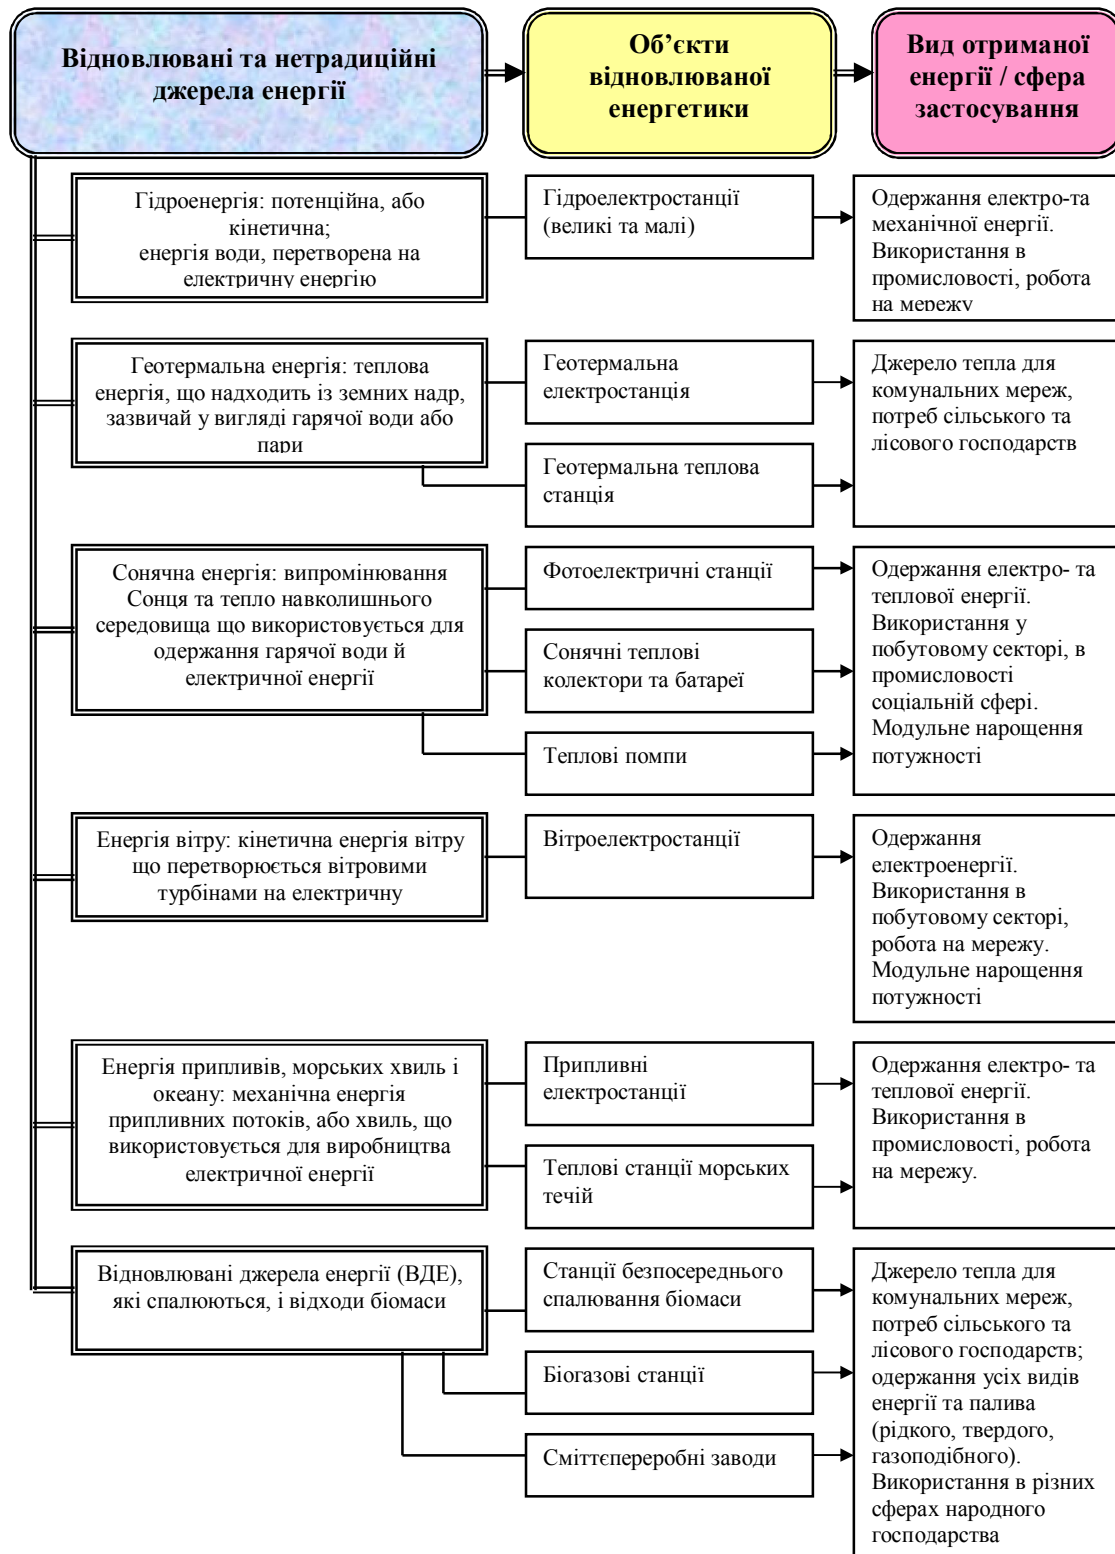 Відновлювані та нетрадиційні
джерела енергії
Об’єкти
відновлюваної
енергетики
Вид отриманої
енергії / сфера
застосування
Гідроенергія: потенційна, або
кінетична;
енергія води, перетворена на
електричну енергію
Гідроелектростанції
(великі та малі)
Одержання електро-та
механічної енергії.
Використання в
промисловості, робота
на мережу
Геотермальна енергія: теплова
енергія, що надходить із земних надр,
зазвичай у вигляді гарячої води або
пари
Геотермальна
електростанція
Геотермальна теплова
станція
Джерело тепла для
комунальних мереж,
потреб сільського та
лісового господарств
Сонячна енергія: випромінювання
Сонця та тепло навколишнього
середовища що використовується для
одержання гарячої води й
електричної енергії
Фотоелектричні станції
Сонячні теплові
колектори та батареї
Теплові помпи
Одержання електро- та
теплової енергії.
Використання у
побутовому секторі, в
промисловості
соціальній сфері.
Модульне нарощення
потужності
Енергія вітру: кінетична енергія вітру
що перетворюється вітровими
турбінами на електричну
Вітроелектростанції
Одержання
електроенергії.
Використання в
побутовому секторі,
робота на мережу.
Модульне нарощення
потужності
Енергія припливів, морських хвиль і
океану: механічна енергія
припливних потоків, або хвиль, що
використовується для виробництва
електричної енергії
Припливні
електростанції
Теплові станції морських
течій
Одержання електро- та
теплової енергії.
Використання в
промисловості, робота
на мережу.
Відновлювані джерела енергії (ВДЕ),
які спалюються, і відходи біомаси
Станції безпосереднього
спалювання біомаси
Біогазові станції
Сміттєпереробні заводи
Джерело тепла для
комунальних мереж,
потреб сільського та
лісового господарств;
одержання усіх видів
енергії та палива
(рідкого, твердого,
газоподібного).
Використання в різних
сферах народного
господарства